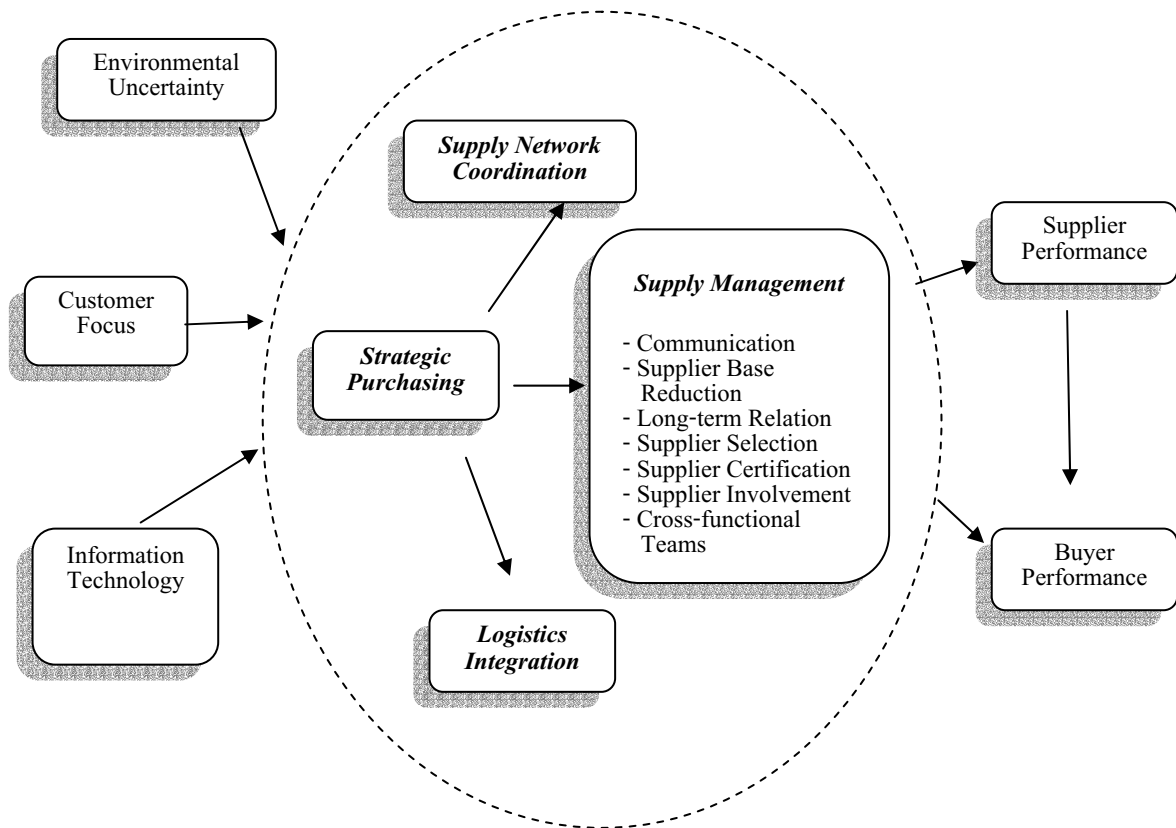 Environmental
Uncertainty
Supply Network
Coordination
Supplier
Performance
Customer
Focus
Supply Management
- Communication
- Supplier Base
Reduction
- Long-term Relation
- Supplier Selection
- Supplier Certification
- Supplier Involvement
- Cross-functional
Teams
Strategic
Purchasing
Information
Technology
Buyer
Performance
Logistics
Integration